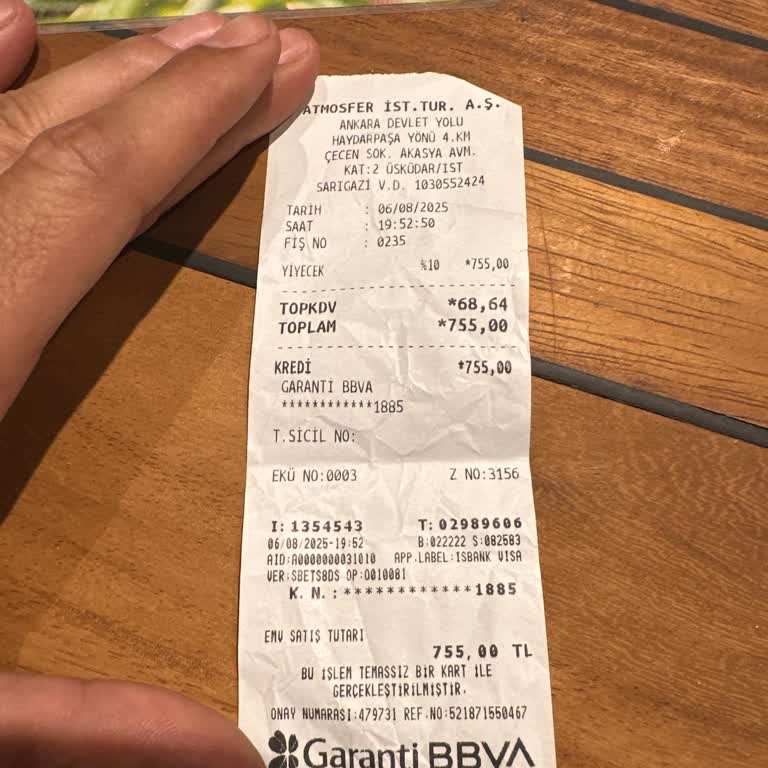 ATMOSFER İST.TUR. A.Ş.
ANKARA DEVLET YOLU
HAYDARPAŞA YÖNÜ 4.KM
ÇECEN SOK. AKASYA AVM.
KAT:2 ÜSKÜDAR/İST
SARIGAZİ V.D. 1030552424
TARİH : 06/08/2025
SAAT : 19:52:50
FİŞ NO : 0235
YİYECEK %10 *755,00
TOPKDV *68,64
TOPLAM *755,00
KREDİ *755,00
GARANTİ BBVA
************1885
T.SİCİL NO:
EKÜ NO:0003 Z NO:3156
I: 1354543 T: 02989606
06/08/2025-19:52 B:022222 S:082583
AID:A0000000031010 APP.LABEL:ISBANK VISA
VER:SBET58DS OP:0010081
K. N. : ************1885
EMV SATIŞ TUTARI
755,00 TL
BU İŞLEM TEMASSIZ BİR KART İLE
GERÇEKLEŞTİRİLMİŞTİR.
ONAY NUMARASI:479731 REF.NO:521871550467
Garanti BBVA